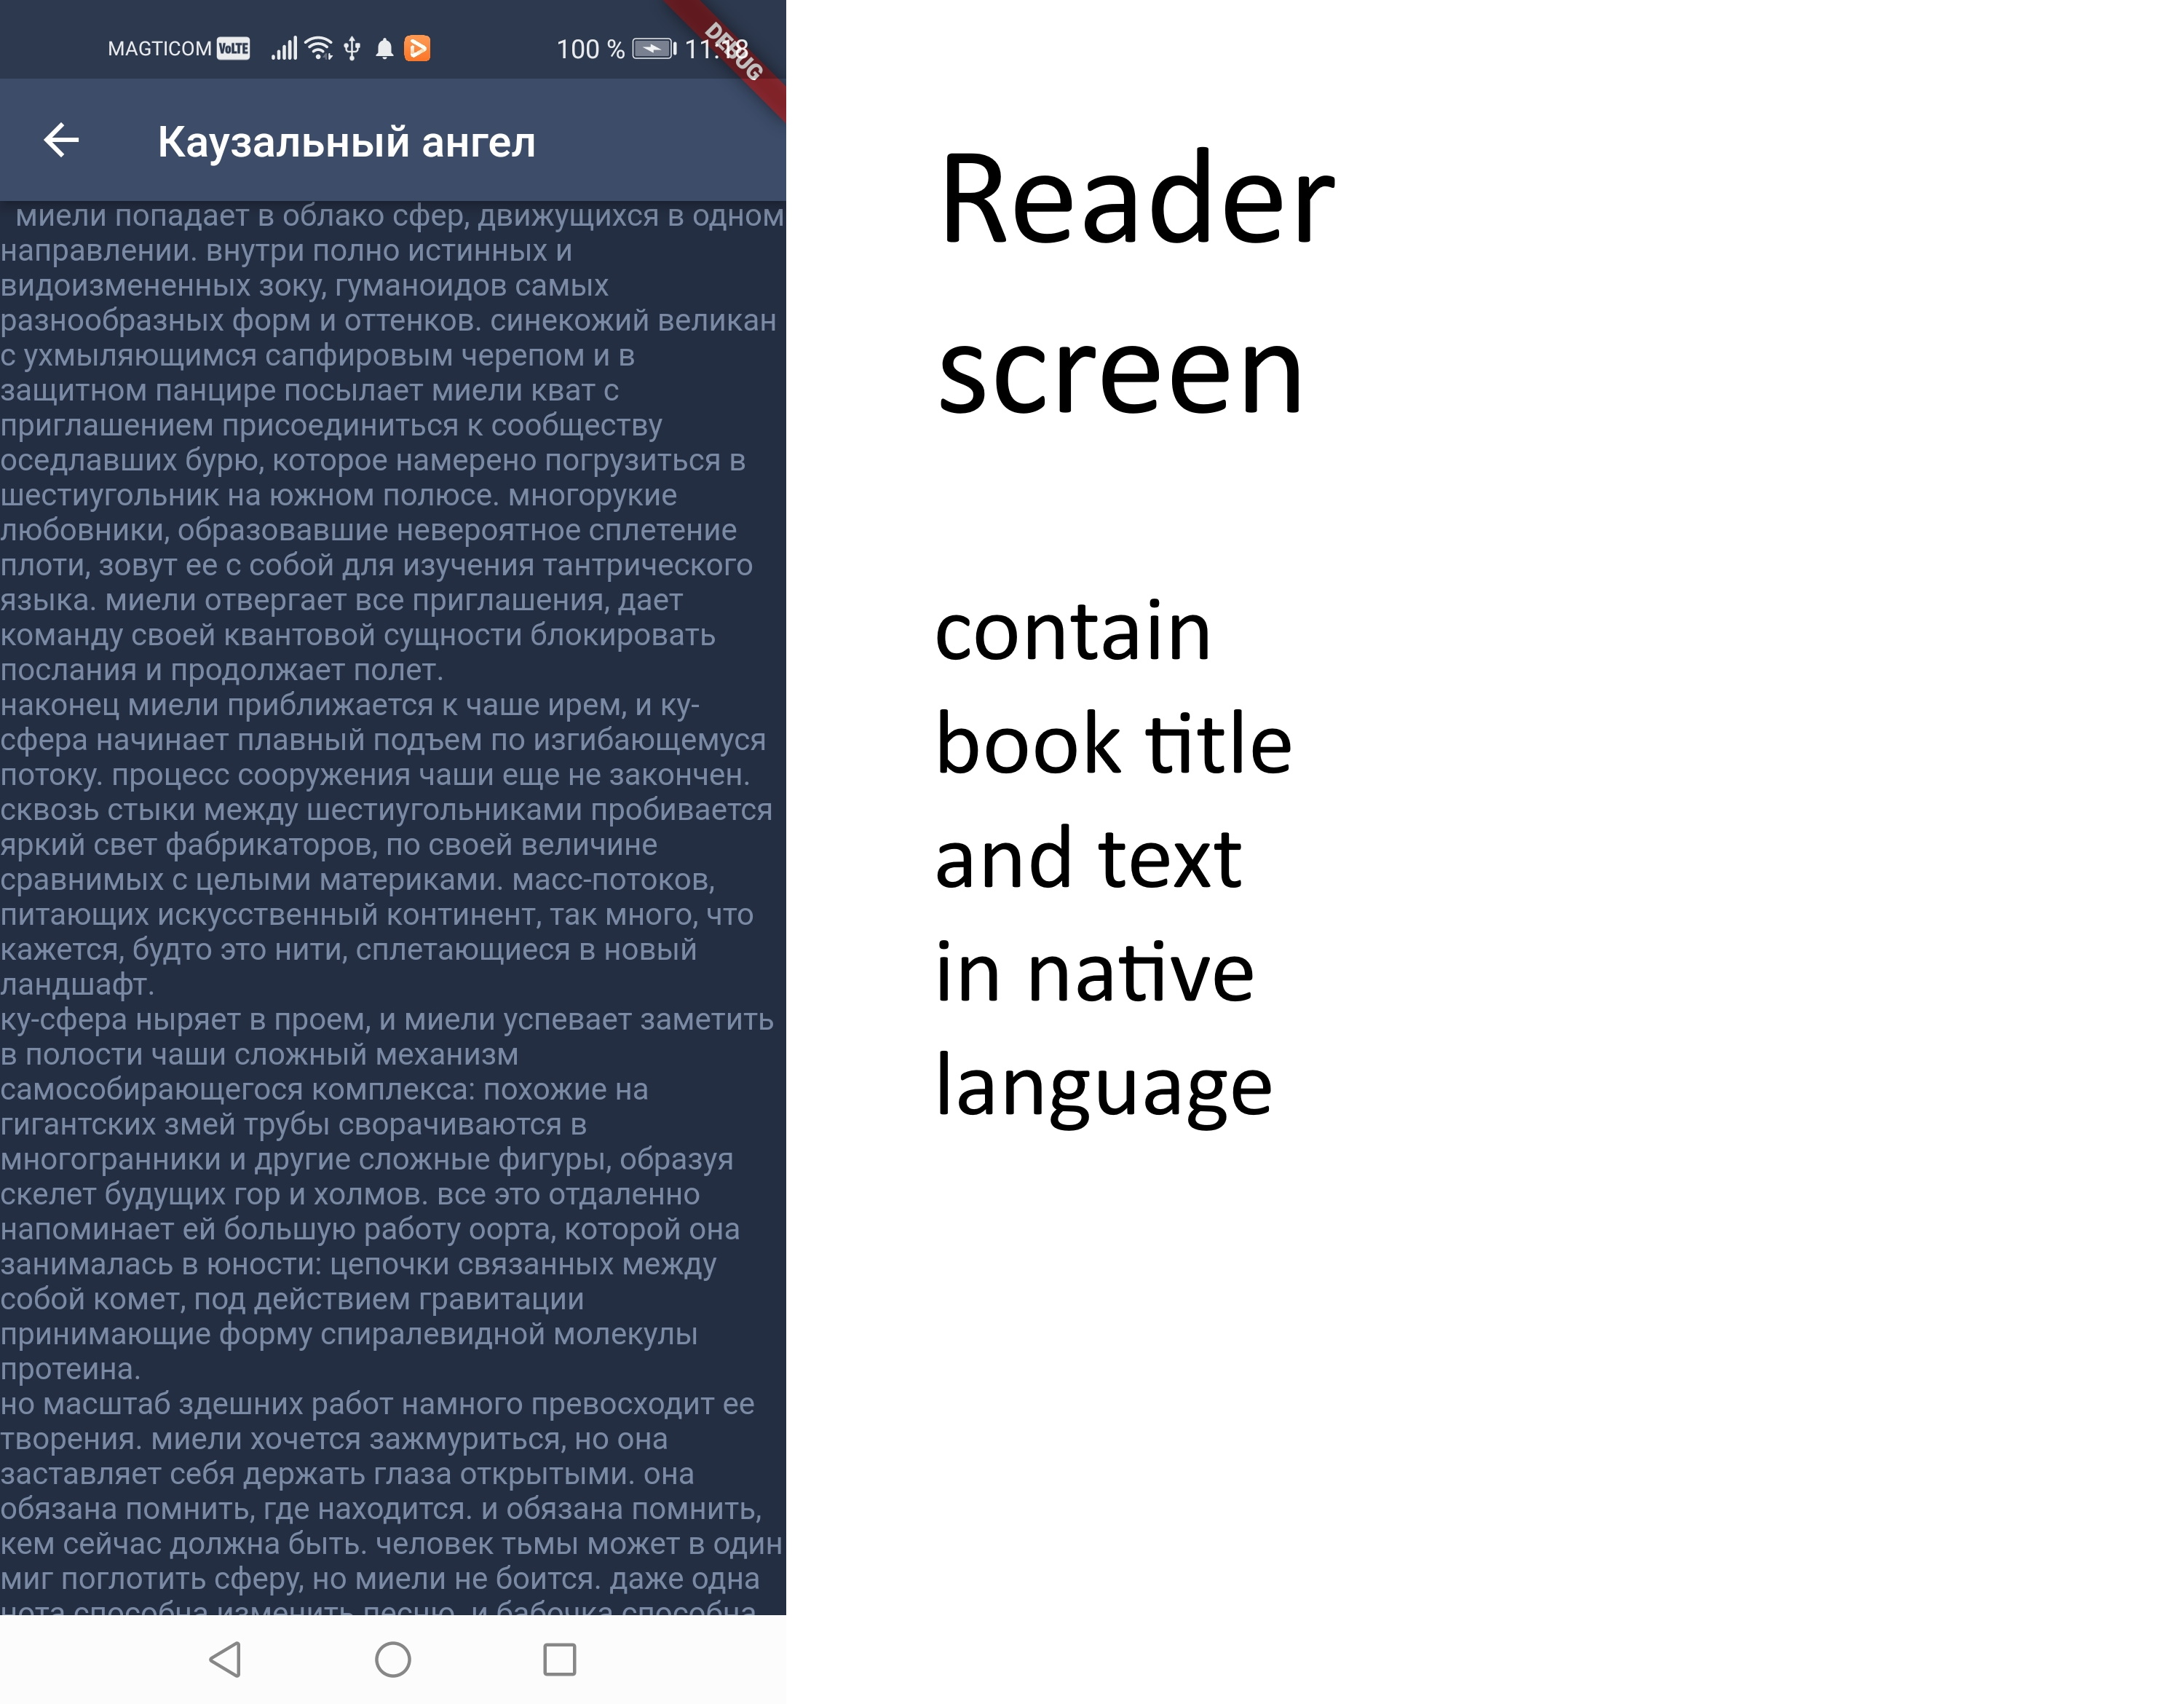 MAGTICOM VoLTE 100 % 11:18
DEBUG
Каузальный ангел
миели попадает в облако сфер, движущихся в одном
направлении. внутри полно истинных и
видоизмененных зоку, гуманоидов самых
разнообразных форм и оттенков. синекожий великан
с ухмыляющимся сапфировым черепом и в
защитном панцире посылает миели кват с
приглашением присоединиться к сообществу
оседлавших бурю, которое намерено погрузиться в
шестиугольник на южном полюсе. многорукие
любовники, образовавшие невероятное сплетение
плоти, зовут ее с собой для изучения тантрического
языка. миели отвергает все приглашения, дает
команду своей квантовой сущности блокировать
послания и продолжает полет.
наконец миели приближается к чаше ирем, и ку-
сфера начинает плавный подъем по изгибающемуся
потоку. процесс сооружения чаши еще не закончен.
сквозь стыки между шестиугольниками пробивается
яркий свет фабрикаторов, по своей величине
сравнимых с целыми материками. масс-потоков,
питающих искусственный континент, так много, что
кажется, будто это нити, сплетающиеся в новый
ландшафт.
ку-сфера ныряет в проем, и миели успевает заметить
в полости чаши сложный механизм
самособирающегося комплекса: похожие на
гигантских змей трубы сворачиваются в
многогранники и другие сложные фигуры, образуя
скелет будущих гор и холмов. все это отдаленно
напоминает ей большую работу оорта, которой она
занималась в юности: цепочки связанных между
собой комет, под действием гравитации
принимающие форму спиралевидной молекулы
протеина.
но масштаб здешних работ намного превосходит ее
творения. миели хочется зажмуриться, но она
заставляет себя держать глаза открытыми. она
обязана помнить, где находится. и обязана помнить,
кем сейчас должна быть. человек тьмы может в один
миг поглотить сферу, но миели не боится. даже одна
нота способна изменить песню, и бабочка способна
Reader
screen
contain
book title
and text
in native
language